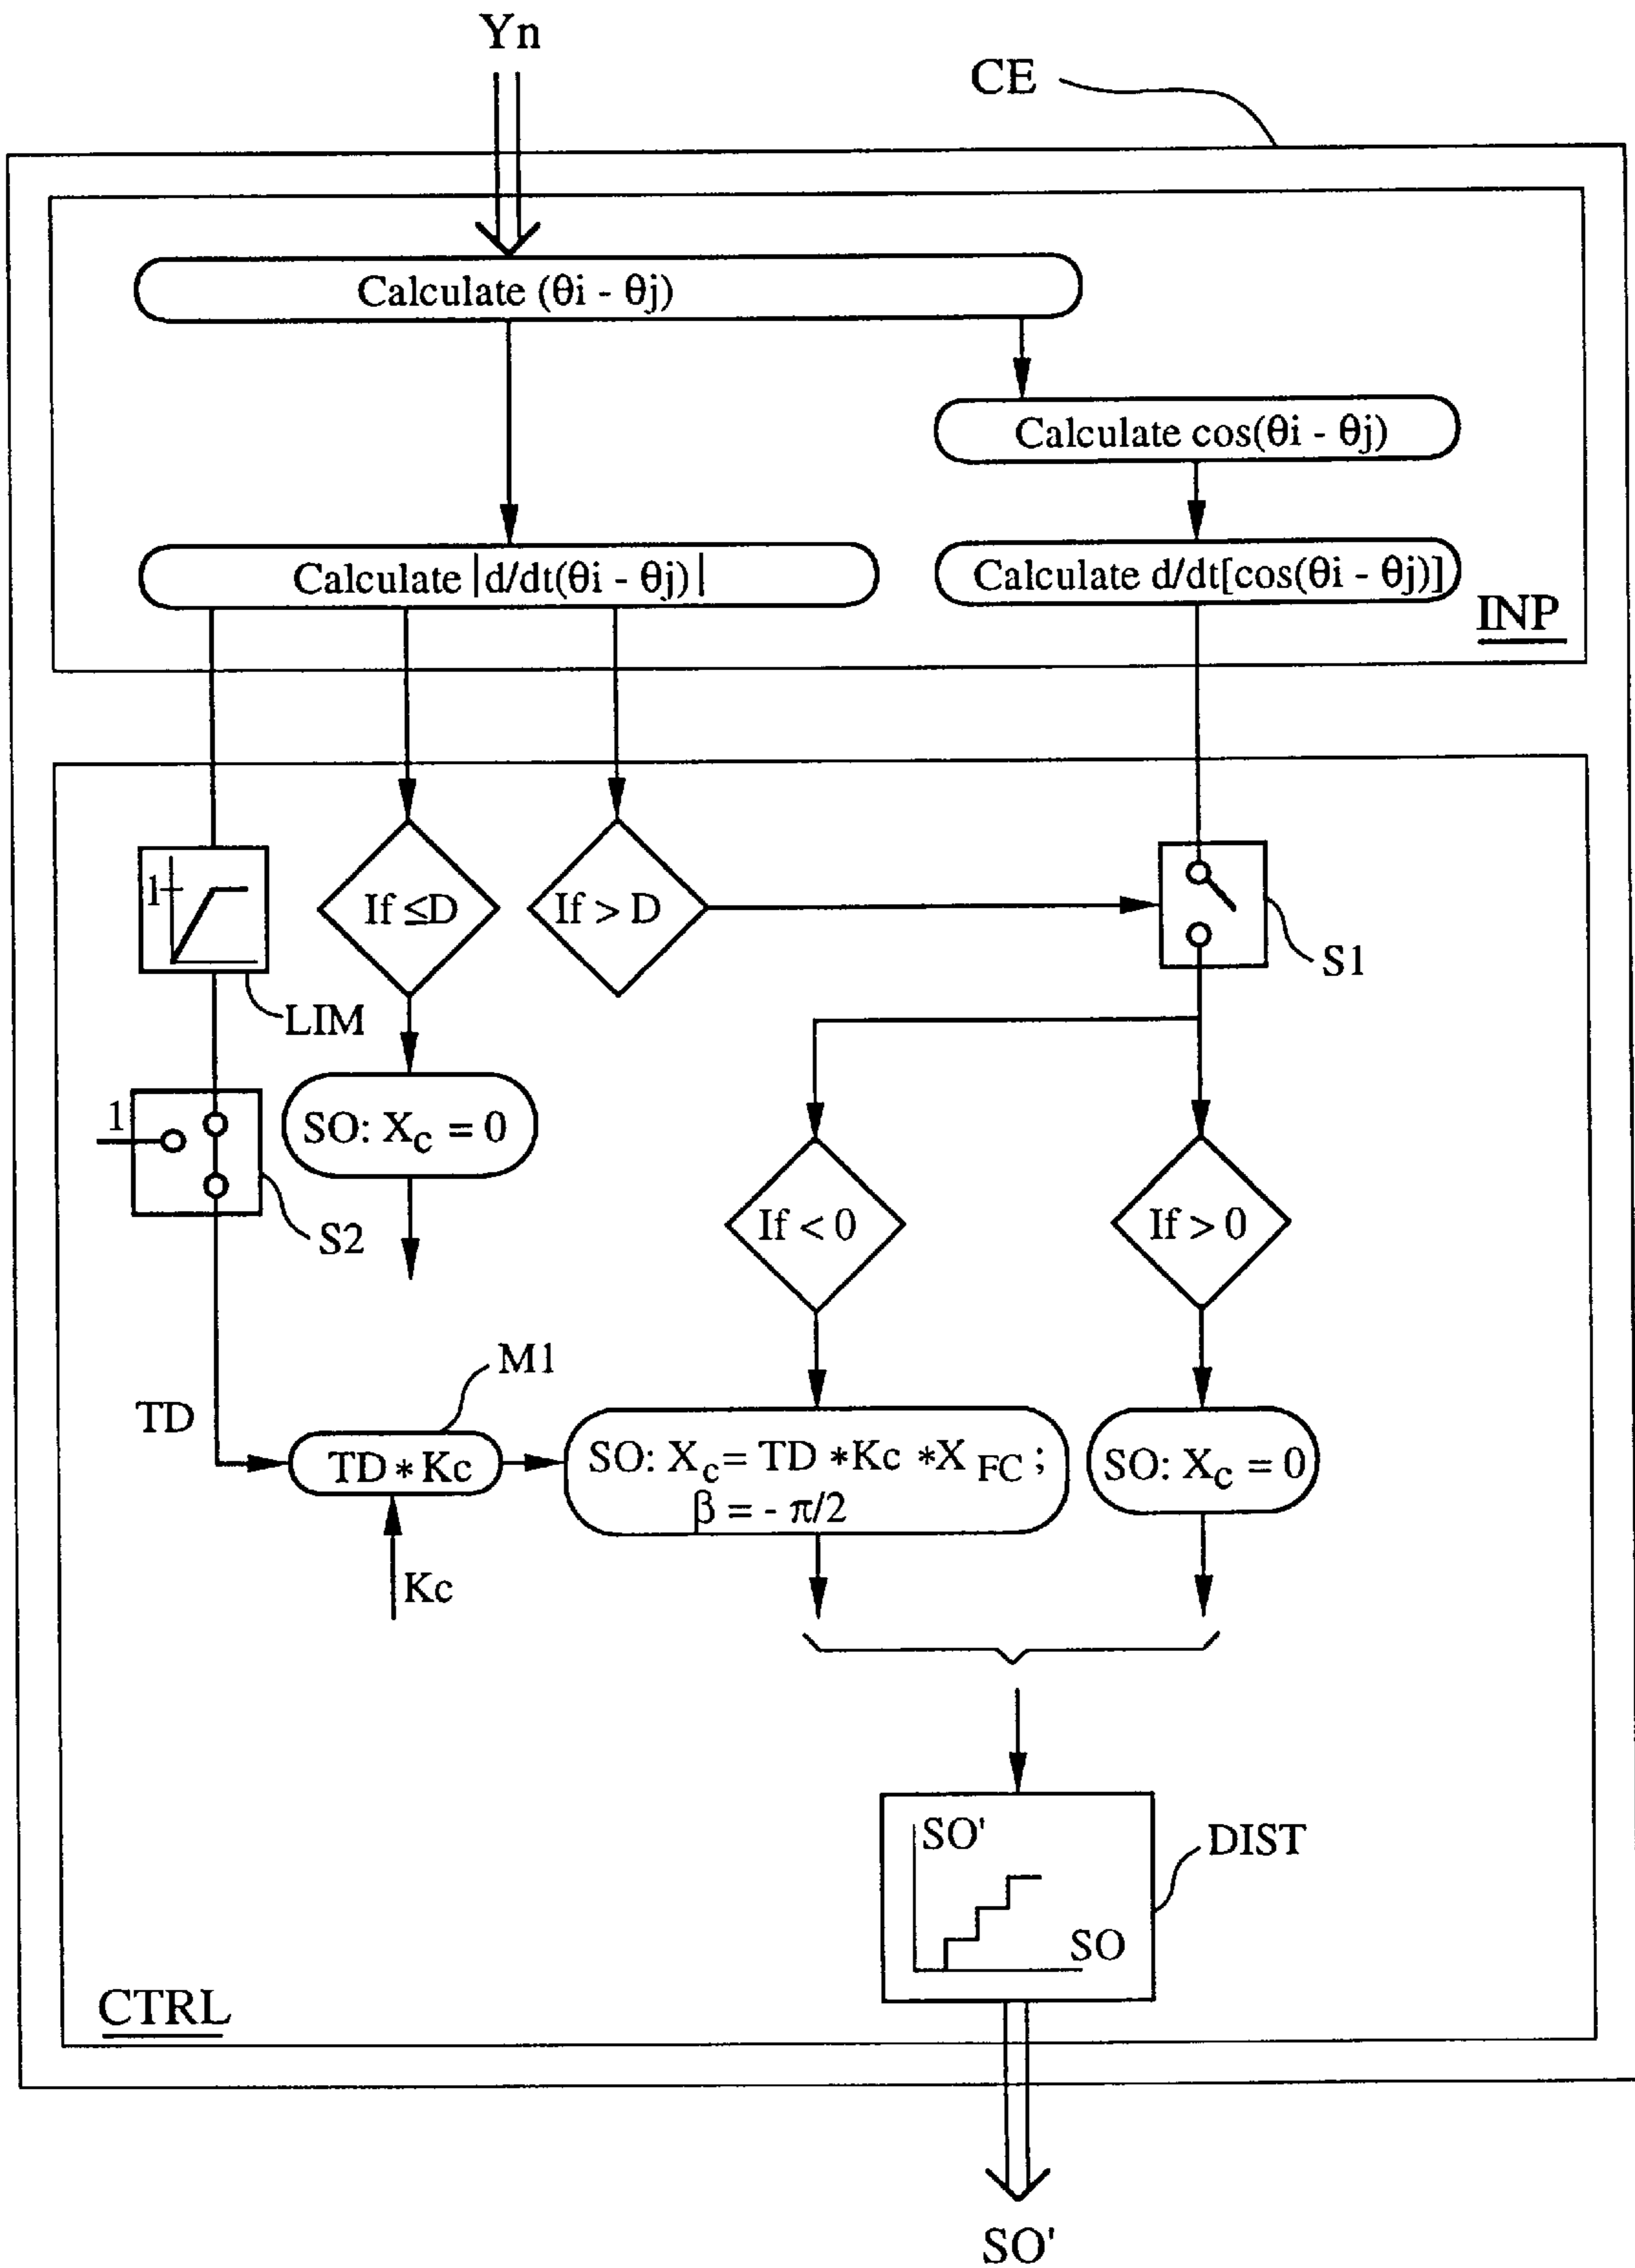 Yn
CE
Calculate (θi - θj)
Calculate cos(θi - θj)
Calculate |d/dt(θi - θj)|
Calculate d/dt[cos(θi - θj)]
INP
1
If ≤D
If > D
S1
LIM
1
SO: Xc = 0
S2
If < 0
If > 0
M1
TD
TD * Kc
SO: Xc = TD *Kc *X FC ;
β = - π/2
SO: Xc = 0
Kc
SO'
DIST
SO
CTRL
SO'